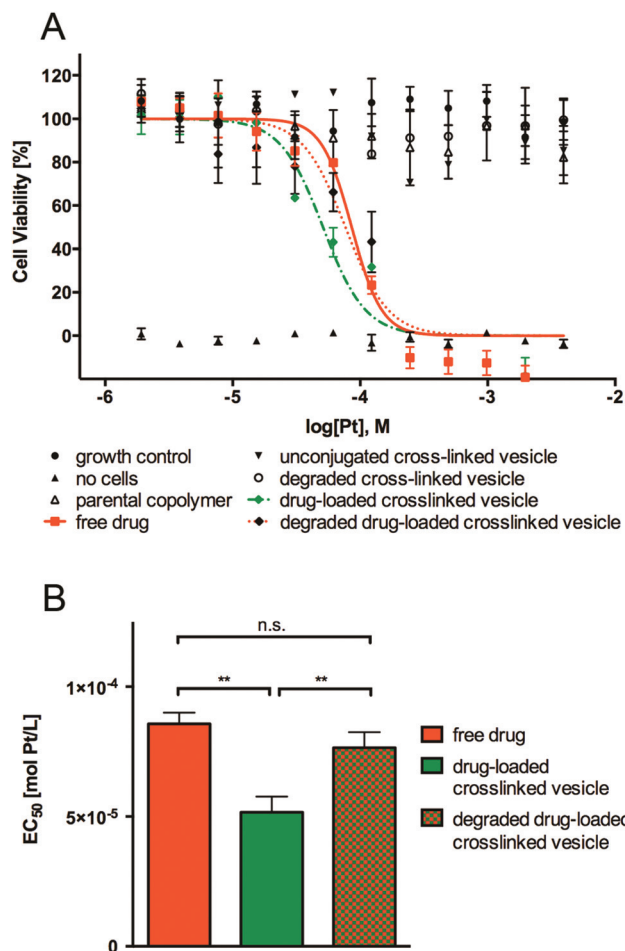 A
Cell Viability [%]
120
100
80
60
40
20
0
-6
-5
-4
-3
-2
log[Pt], M
growth control
no cells
parental copolymer
free drug
unconjugated cross-linked vesicle
degraded cross-linked vesicle
drug-loaded crosslinked vesicle
degraded drug-loaded crosslinked vesicle
B
EC50 [mol Pt/L]
1×10-4
5×10-5
0
n.s.
**
**
free drug
drug-loaded
crosslinked vesicle
degraded drug-loaded
crosslinked vesicle